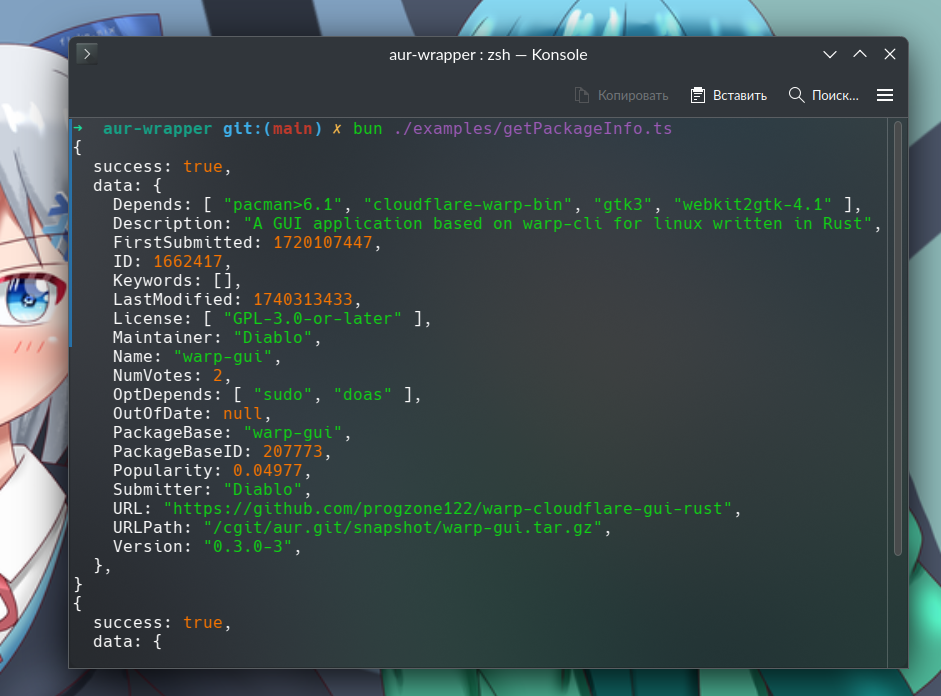 aur-wrapper : zsh — Konsole
Копировать Вставить Поиск...
➜ aur-wrapper git:(main) ✗ bun ./examples/getPackageInfo.ts
{
  success: true,
  data: {
    Depends: [ "pacman>6.1", "cloudflare-warp-bin", "gtk3", "webkit2gtk-4.1" ],
    Description: "A GUI application based on warp-cli for linux written in Rust",
    FirstSubmitted: 1720107447,
    ID: 1662417,
    Keywords: [],
    LastModified: 1740313433,
    License: [ "GPL-3.0-or-later" ],
    Maintainer: "Diablo",
    Name: "warp-gui",
    NumVotes: 2,
    OptDepends: [ "sudo", "doas" ],
    OutOfDate: null,
    PackageBase: "warp-gui",
    PackageBaseID: 207773,
    Popularity: 0.04977,
    Submitter: "Diablo",
    URL: "https://github.com/progzone122/warp-cloudflare-gui-rust",
    URLPath: "/cgit/aur.git/snapshot/warp-gui.tar.gz",
    Version: "0.3.0-3",
  },
}
{
  success: true,
  data: {